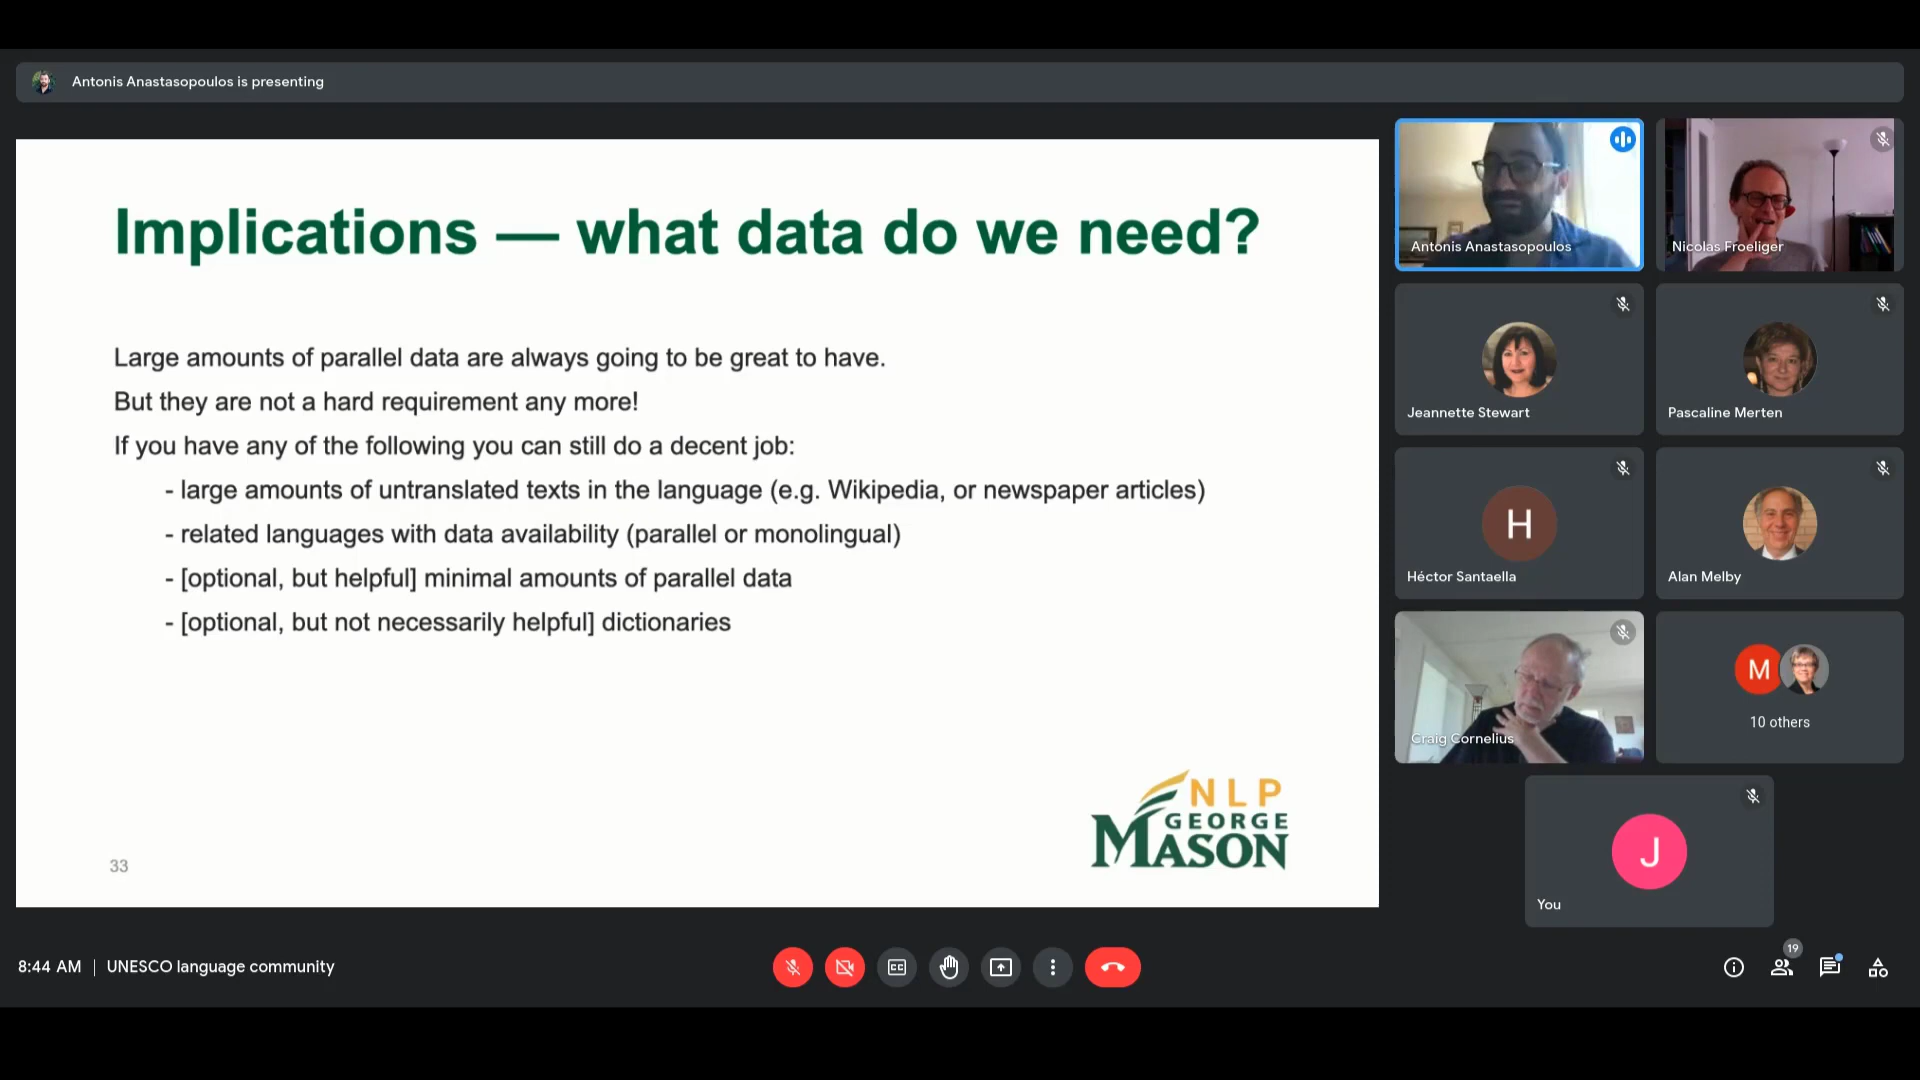 Antonis Anastasopoulos is presenting
Implications — what data do we need?
Large amounts of parallel data are always going to be great to have.
But they are not a hard requirement any more!
If you have any of the following you can still do a decent job:
- large amounts of untranslated texts in the language (e.g. Wikipedia, or newspaper articles)
- related languages with data availability (parallel or monolingual)
- [optional, but helpful] minimal amounts of parallel data
- [optional, but not necessarily helpful] dictionaries
NLP
GEORGE
MASON
33
Antonis Anastasopoulos
Nicolas Froeliger
Jeannette Stewart
Pascaline Merten
H
Héctor Santaella
Alan Melby
Craig Cornelius
M
10 others
J
You
8:44 AM | UNESCO language community
19